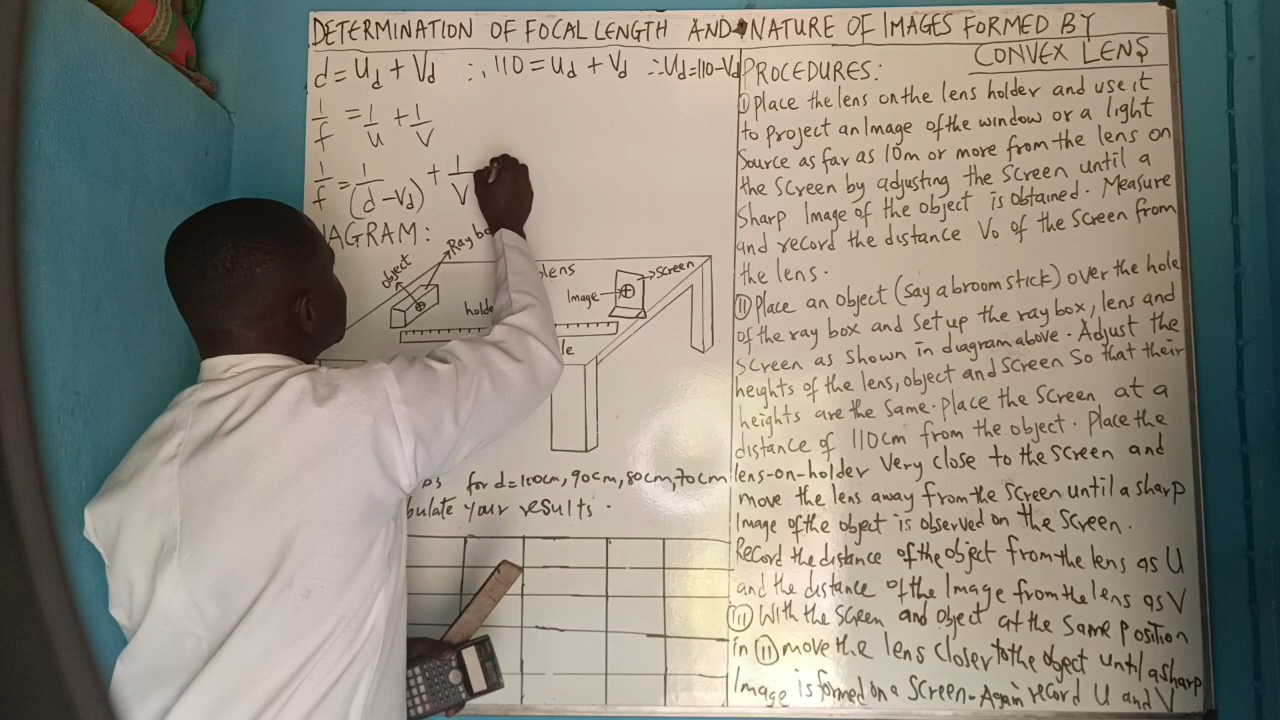 DETERMINATION OF FOCAL LENGTH AND NATURE OF IMAGES FORMED BY
CONVEX LENS
d = Ud + Vd ∴ 110 = Ud + Vd ∴ Ud = 110 - Vd
1/f = 1/u + 1/V
1/f = 1/(d - Vd) + 1/V
AGRAM:
Object
Ray bo
lens
Image
Screen
holde
le
for d = 100cm, 90cm, 80cm, 70cm
bulate your results.
PROCEDURES:
(I) Place the lens on the lens holder and use it
to project an Image of the window or a light
Source as far as 10m or more from the lens on
the Screen by adjusting the Screen until a
Sharp Image of the object is obtained. Measure
and record the distance Vo of the Screen from
the lens.
(II) Place an object (say a broom stick) over the hole
of the ray box and set up the ray box, lens and
Screen as shown in diagram above. Adjust the
heights of the lens, object and screen So that their
heights are the same. Place the Screen at a
distance of 110cm from the object. Place the
lens-on-holder Very close to the Screen and
move the lens away from the Screen until a sharp
Image of the object is observed on the Screen.
Record the distance of the object from the lens as U
and the distance of the Image from the lens as V
(III) With the Screen and object at the same position
in (II) move the lens closer to the object until a sharp
Image is formed on a screen. Again record U and V